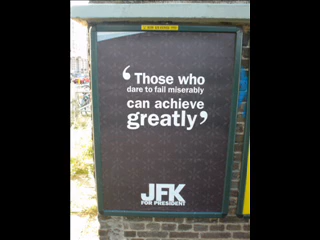 ‘Those who
dare to fail miserably
can achieve
greatly’
JFK
FOR PRESIDENT